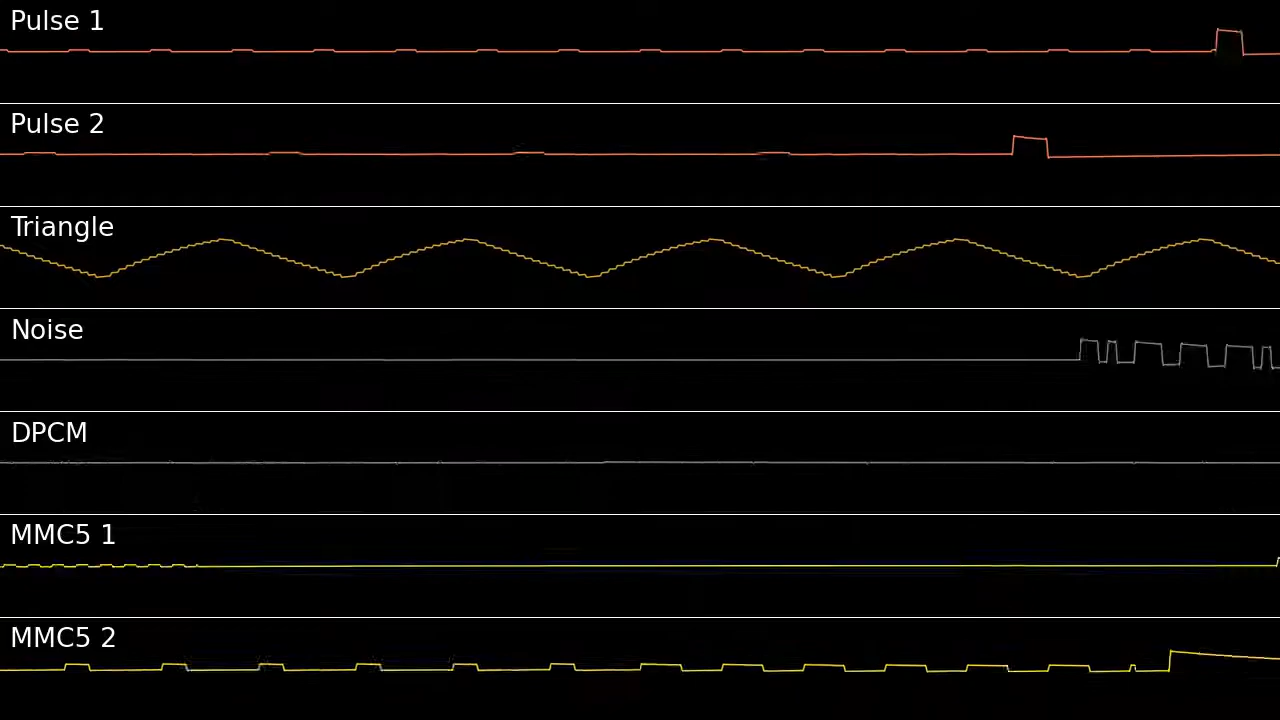 Pulse 1
Pulse 2
Triangle
Noise
DPCM
MMC5 1
MMC5 2